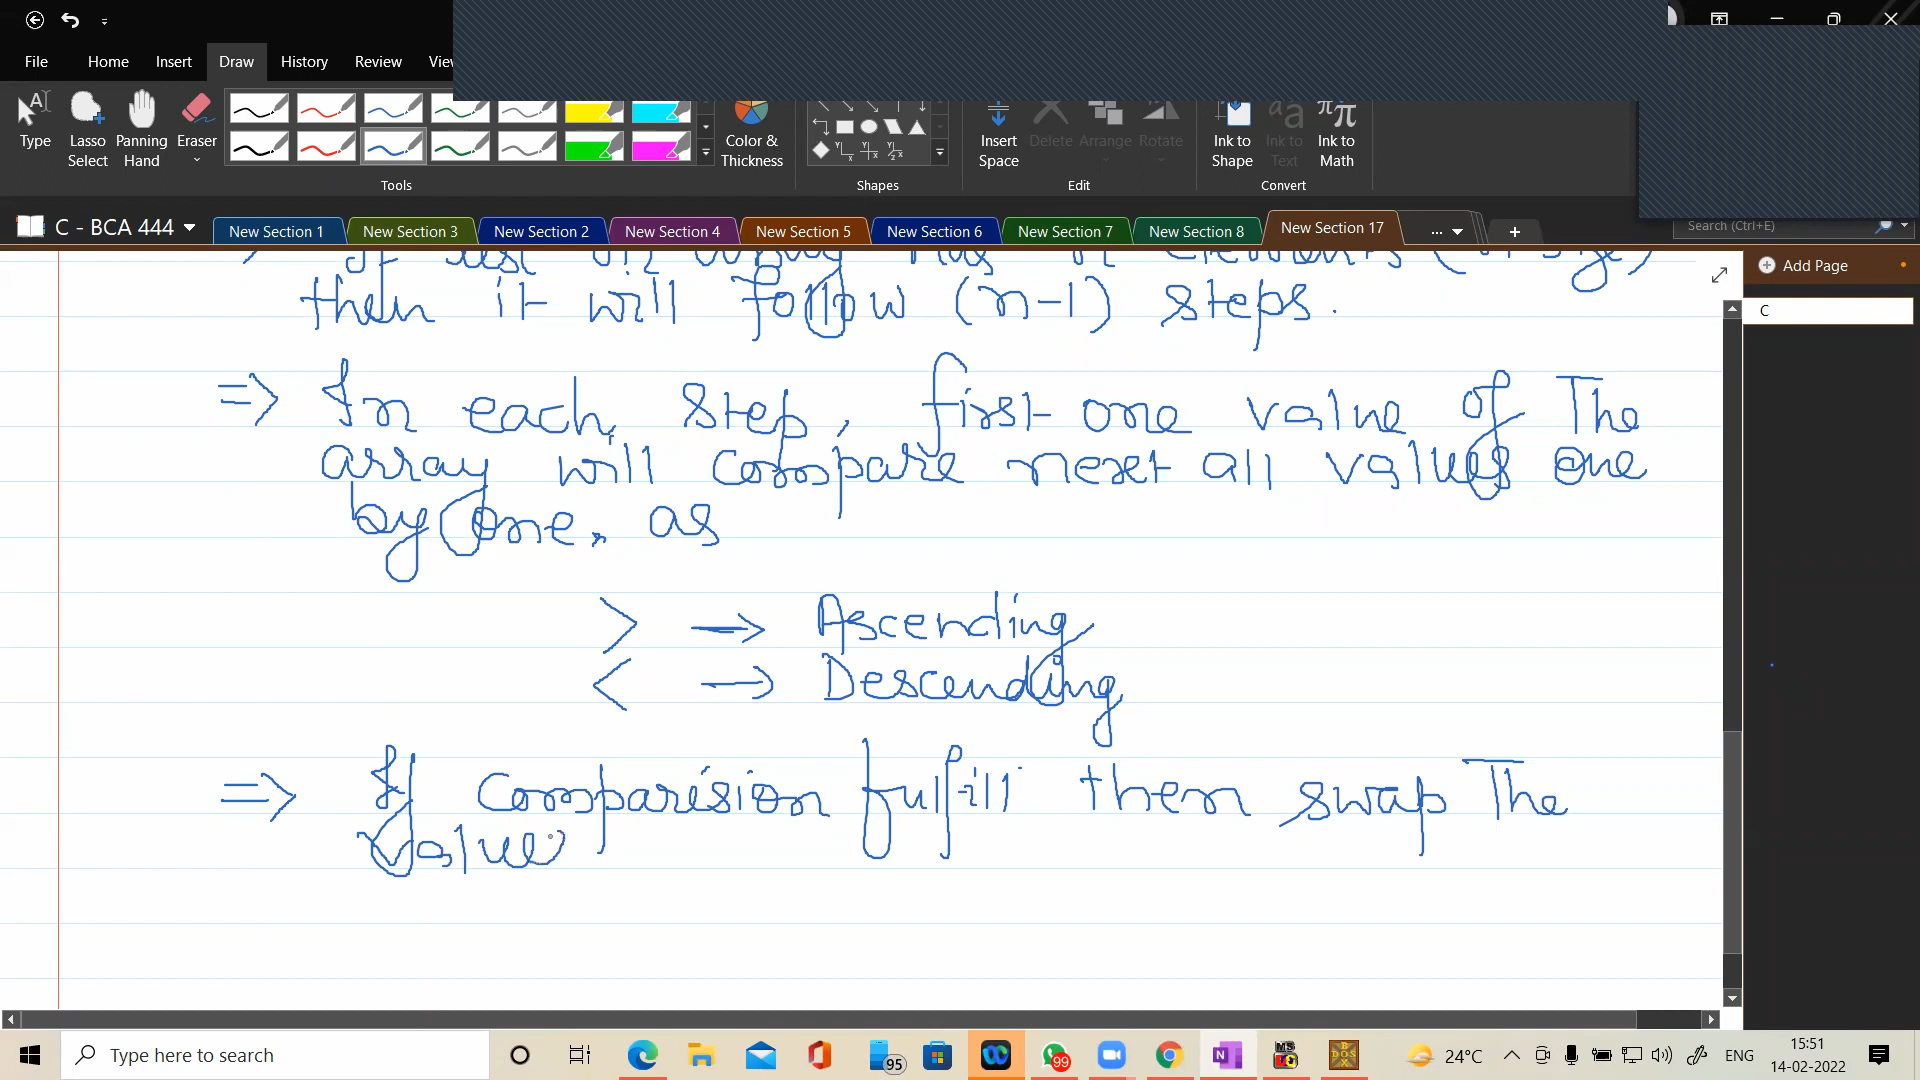 File Home Insert Draw History Review
Type Lasso Select Panning Hand Eraser Color & Thickness Insert Space Delete Arrange Rotate Ink to Shape Ink to Text Ink to Math
Tools Shapes Edit Convert
C - BCA 444 New Section 1 New Section 3 New Section 2 New Section 4 New Section 5 New Section 6 New Section 7 New Section 8 New Section 17 ... + Search (Ctrl+E)
Add Page
C
then it will follow (n-1) steps.
=> In each step, first one value of The
array will compare next all values one
by one. as
> → Ascending
< → Descending
=> If Comparision fulfill them swap The
value
Type here to search 95 99 24°C ENG 15:51
14-02-2022